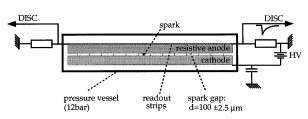 DISC
DISC
spark
resistive anode
cathode
HV
pressure vessel
(12bar)
readout
strips
spark gap:
d=100 ±2.5 µm